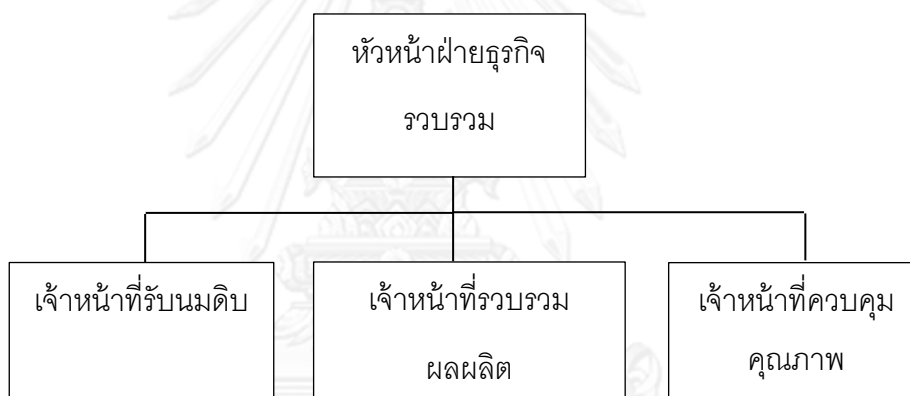 หัวหน้าฝ่ายธุรกิจ
รวบรวม
เจ้าหน้าที่รับนมดิบ
เจ้าหน้าที่รวบรวม
ผลผลิต
เจ้าหน้าที่ควบคุม
คุณภาพ